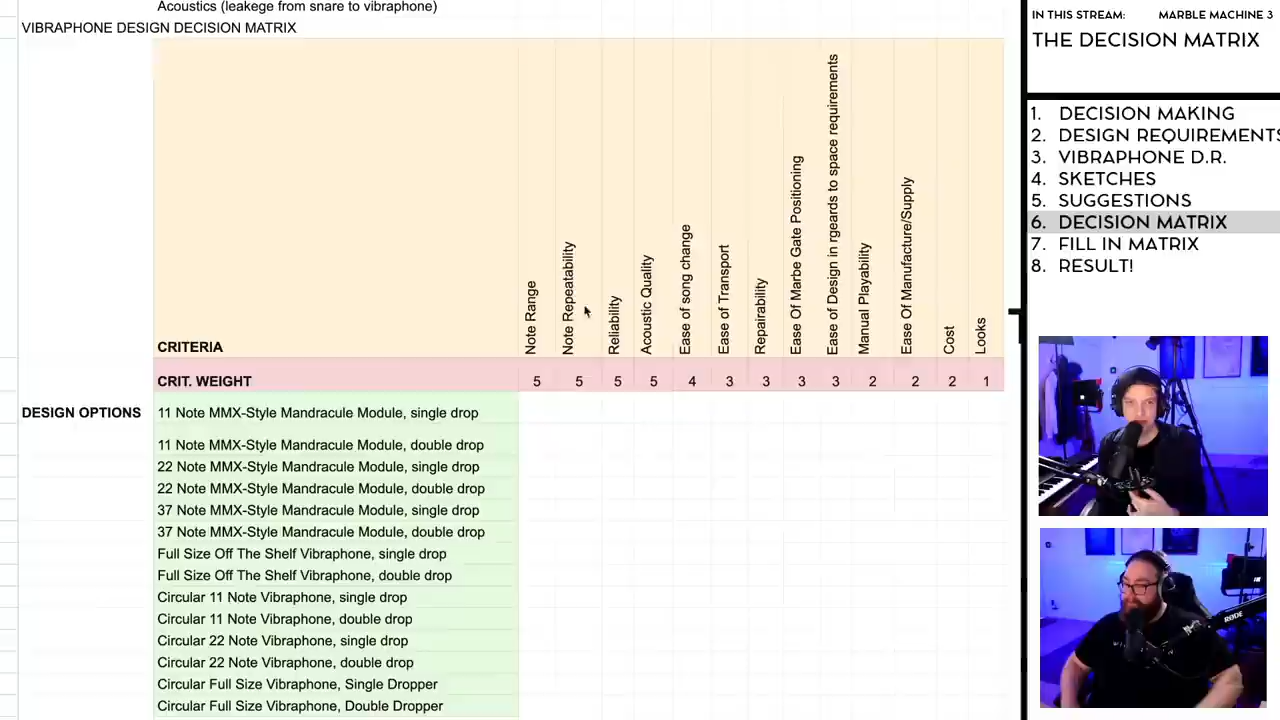 Acoustics (leakege from snare to vibraphone)
VIBRAPHONE DESIGN DECISION MATRIX
CRITERIA
Note Range
Note Repeatability
Reliability
Acoustic Quality
Ease of song change
Ease of Transport
Repairability
Ease Of Marbe Gate Positioning
Ease of Design in rgeards to space requirements
Manual Playability
Ease Of Manufacture/Supply
Cost
Looks
CRIT. WEIGHT 5 5 5 5 4 3 3 3 3 2 2 2 1
DESIGN OPTIONS 11 Note MMX-Style Mandracule Module, single drop
11 Note MMX-Style Mandracule Module, double drop
22 Note MMX-Style Mandracule Module, single drop
22 Note MMX-Style Mandracule Module, double drop
37 Note MMX-Style Mandracule Module, single drop
37 Note MMX-Style Mandracule Module, double drop
Full Size Off The Shelf Vibraphone, single drop
Full Size Off The Shelf Vibraphone, double drop
Circular 11 Note Vibraphone, single drop
Circular 11 Note Vibraphone, double drop
Circular 22 Note Vibraphone, single drop
Circular 22 Note Vibraphone, double drop
Circular Full Size Vibraphone, Single Dropper
Circular Full Size Vibraphone, Double Dropper
IN THIS STREAM: MARBLE MACHINE 3
THE DECISION MATRIX
1. DECISION MAKING
2. DESIGN REQUIREMENTS
3. VIBRAPHONE D.R.
4. SKETCHES
5. SUGGESTIONS
6. DECISION MATRIX
7. FILL IN MATRIX
8. RESULT!
RODE